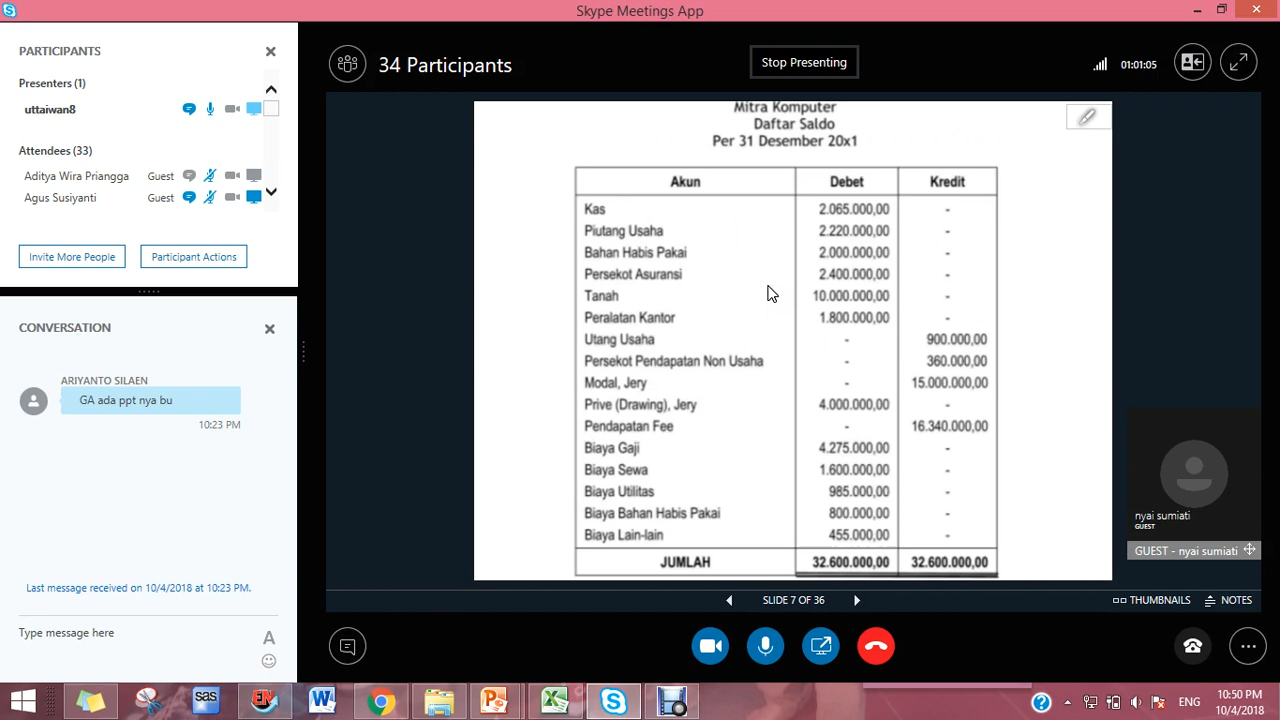 Skype Meetings App
PARTICIPANTS
Presenters (1)
uttaiwan8
Attendees (33)
Aditya Wira Priangga Guest
Agus Susiyanti Guest
Invite More People Participant Actions
CONVERSATION
ARIYANTO SILAEN
GA ada ppt nya bu
10:23 PM
Last message received on 10/4/2018 at 10:23 PM.
Type message here
A
34 Participants
Stop Presenting
01:01:05
Mitra Komputer
Daftar Saldo
Per 31 Desember 20x1
Akun Debet Kredit
Kas 2.065.000,00 -
Piutang Usaha 2.220.000,00 -
Bahan Habis Pakai 2.000.000,00 -
Persekot Asuransi 2.400.000,00 -
Tanah 10.000.000,00 -
Peralatan Kantor 1.800.000,00 -
Utang Usaha - 900.000,00
Persekot Pendapatan Non Usaha - 360.000,00
Modal, Jery - 15.000.000,00
Prive (Drawing), Jery 4.000.000,00 -
Pendapatan Fee - 16.340.000,00
Biaya Gaji 4.275.000,00 -
Biaya Sewa 1.600.000,00 -
Biaya Utilitas 985.000,00 -
Biaya Bahan Habis Pakai 800.000,00 -
Biaya Lain-lain 455.000,00 -
JUMLAH 32.600.000,00 32.600.000,00
nyai sumiati
GUEST
GUEST - nyai sumiati
SLIDE 7 OF 36
THUMBNAILS NOTES
sas EN W P X S
ENG
10:50 PM
10/4/2018